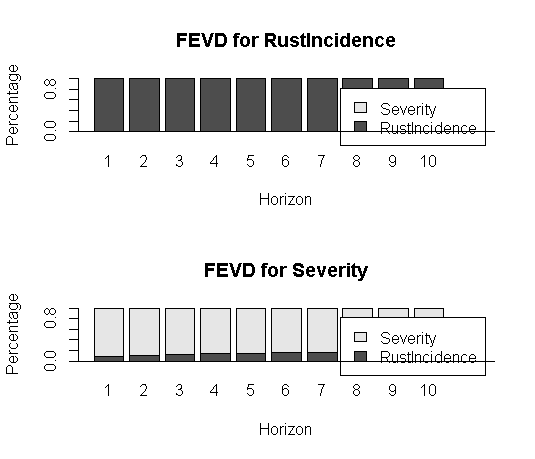 FEVD for RustIncidence
Percentage
0.8
0.0
Severity
RustIncidence
1 2 3 4 5 6 7 8 9 10
Horizon
FEVD for Severity
Percentage
0.8
0.0
Severity
RustIncidence
1 2 3 4 5 6 7 8 9 10
Horizon